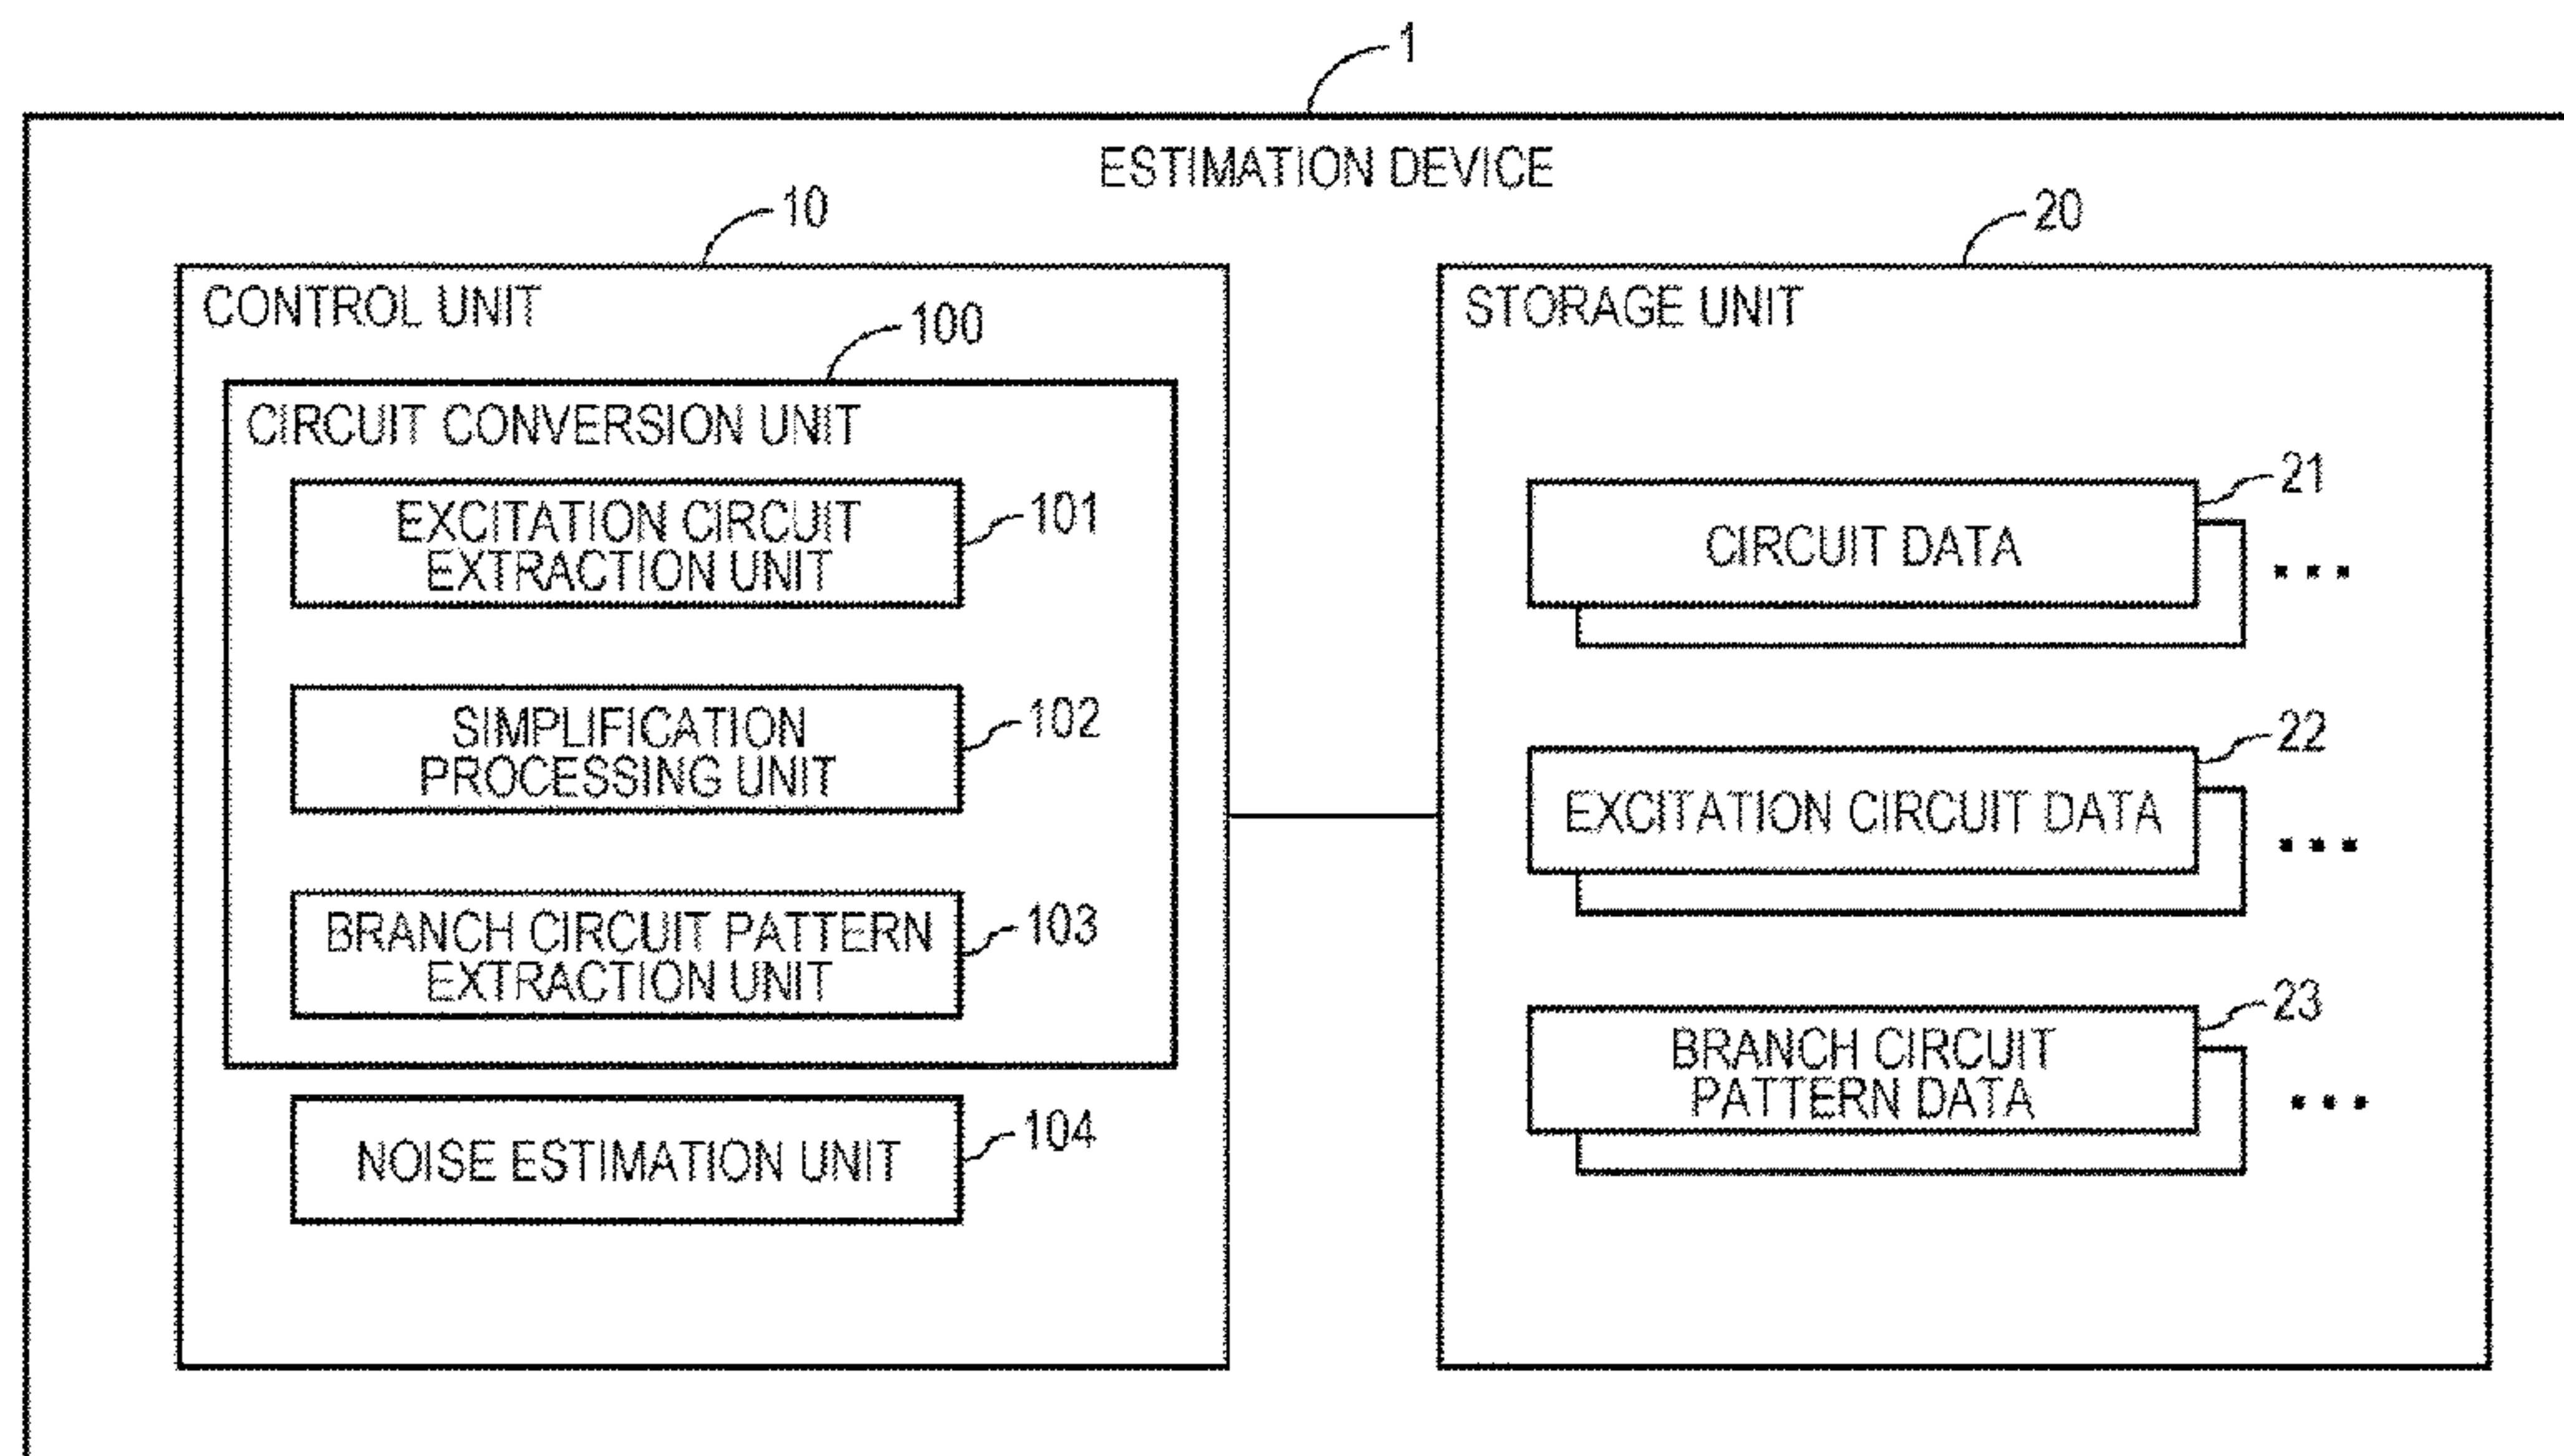 1
ESTIMATION DEVICE
10
CONTROL UNIT
100
CIRCUIT CONVERSION UNIT
EXCITATION CIRCUIT
EXTRACTION UNIT
101
SIMPLIFICATION
PROCESSING UNIT
102
BRANCH CIRCUIT PATTERN
EXTRACTION UNIT
103
NOISE ESTIMATION UNIT
104
20
STORAGE UNIT
21
CIRCUIT DATA
...
22
EXCITATION CIRCUIT DATA
...
23
BRANCH CIRCUIT
PATTERN DATA
...